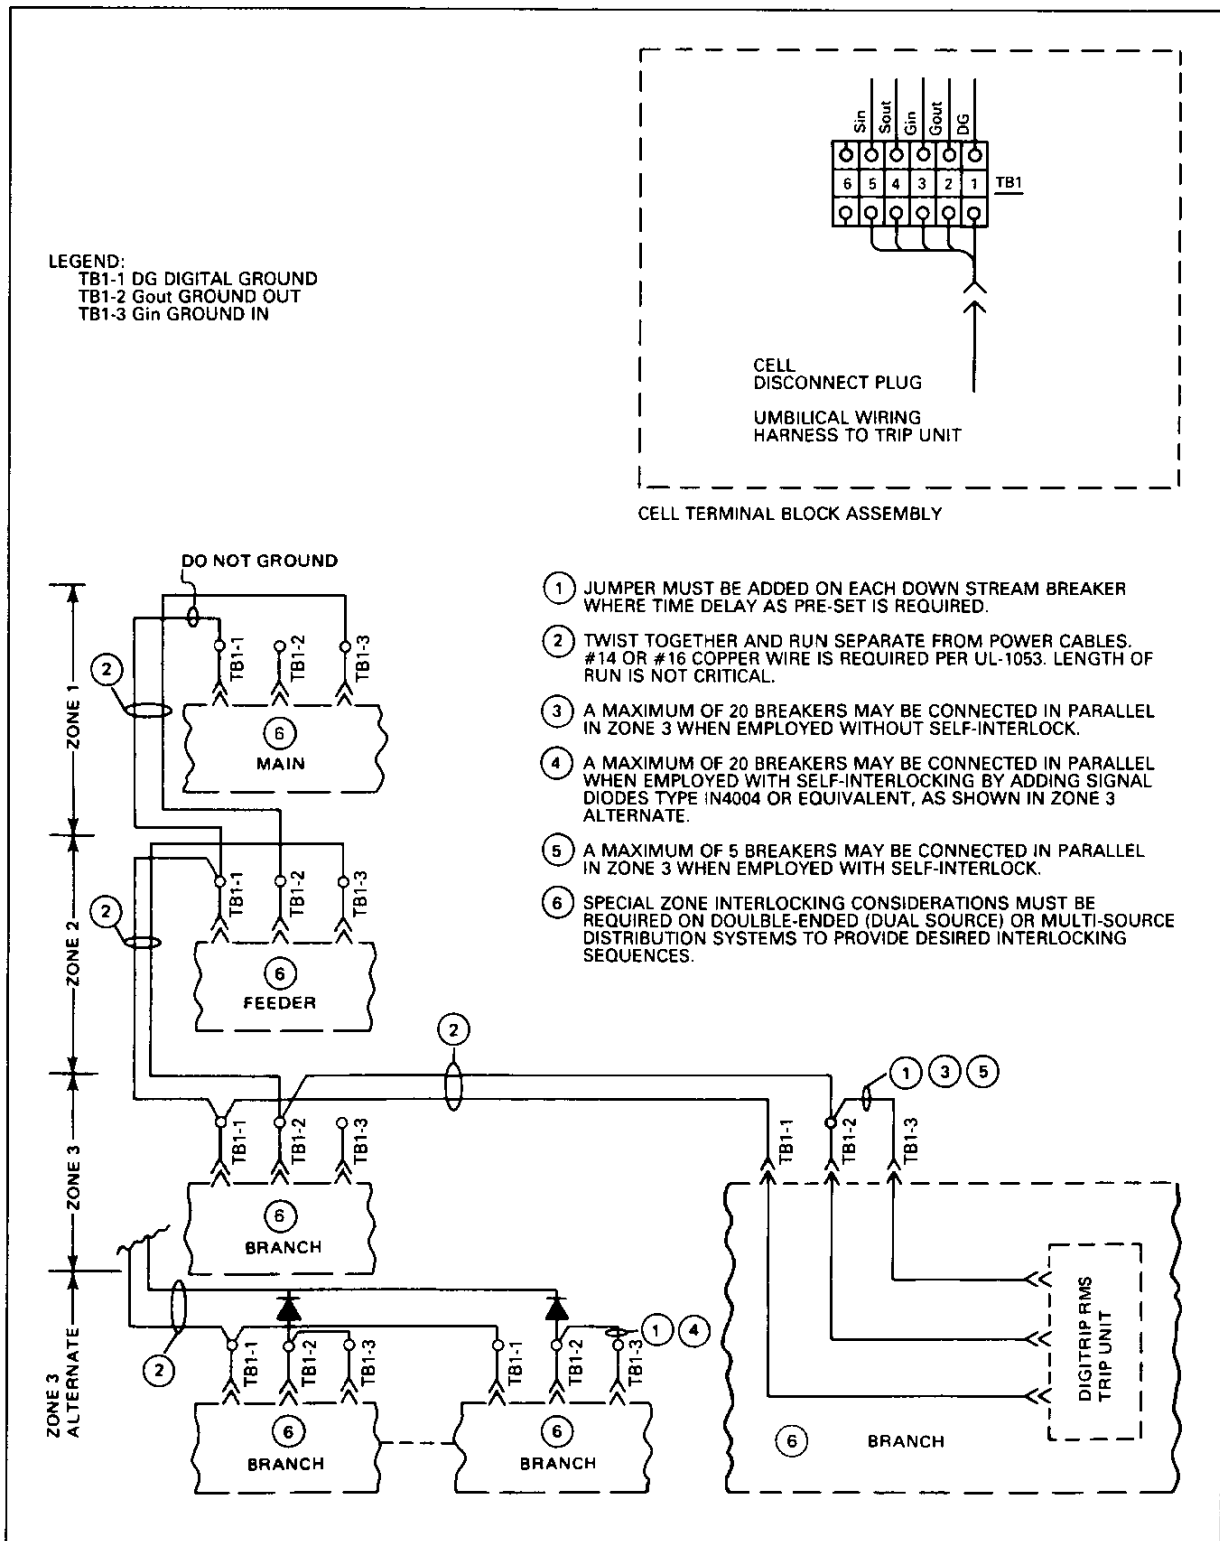 Sin
Sout
Gin
Gout
DG
6 5 4 3 2 1
TB1
CELL
DISCONNECT PLUG
UMBILICAL WIRING
HARNESS TO TRIP UNIT
CELL TERMINAL BLOCK ASSEMBLY
LEGEND:
TB1-1 DG DIGITAL GROUND
TB1-2 Gout GROUND OUT
TB1-3 Gin GROUND IN
1 JUMPER MUST BE ADDED ON EACH DOWN STREAM BREAKER
WHERE TIME DELAY AS PRE-SET IS REQUIRED.
2 TWIST TOGETHER AND RUN SEPARATE FROM POWER CABLES.
#14 OR #16 COPPER WIRE IS REQUIRED PER UL-1053. LENGTH OF
RUN IS NOT CRITICAL.
3 A MAXIMUM OF 20 BREAKERS MAY BE CONNECTED IN PARALLEL
IN ZONE 3 WHEN EMPLOYED WITHOUT SELF-INTERLOCK.
4 A MAXIMUM OF 20 BREAKERS MAY BE CONNECTED IN PARALLEL
WHEN EMPLOYED WITH SELF-INTERLOCKING BY ADDING SIGNAL
DIODES TYPE IN4004 OR EQUIVALENT, AS SHOWN IN ZONE 3
ALTERNATE.
5 A MAXIMUM OF 5 BREAKERS MAY BE CONNECTED IN PARALLEL
IN ZONE 3 WHEN EMPLOYED WITH SELF-INTERLOCK.
6 SPECIAL ZONE INTERLOCKING CONSIDERATIONS MUST BE
REQUIRED ON DOULBLE-ENDED (DUAL SOURCE) OR MULTI-SOURCE
DISTRIBUTION SYSTEMS TO PROVIDE DESIRED INTERLOCKING
SEQUENCES.
DO NOT GROUND
ZONE 1
2
TB1-1
TB1-2
TB1-3
6
MAIN
ZONE 2
2
TB1-1
TB1-2
TB1-3
6
FEEDER
ZONE 3
2
TB1-1
TB1-2
TB1-3
6
BRANCH
1 3 5
TB1-1
TB1-2
TB1-3
DIGITRIP RMS
TRIP UNIT
6 BRANCH
ZONE 3
ALTERNATE
2
TB1-1
TB1-2
TB1-3
6
BRANCH
1 4
TB1-1
TB1-2
TB1-3
6
BRANCH